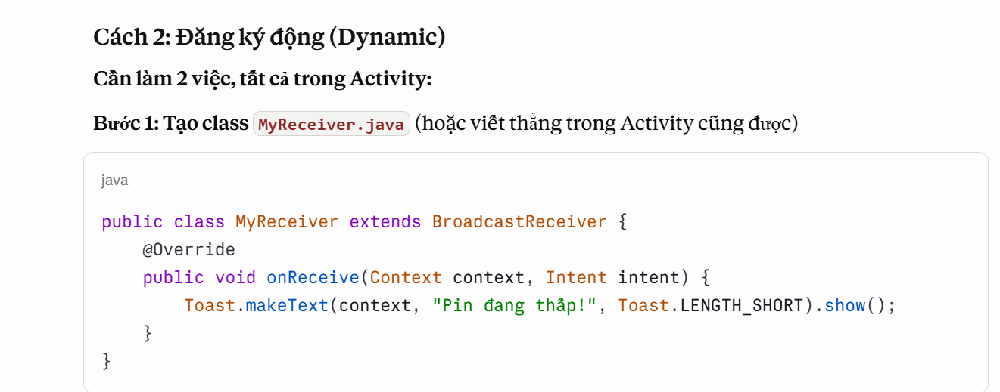 Cách 2: Đăng ký động (Dynamic)
Cần làm 2 việc, tất cả trong Activity:
Bước 1: Tạo class MyReceiver.java (hoặc viết thẳng trong Activity cũng được)
java
public class MyReceiver extends BroadcastReceiver {
    @Override
    public void onReceive(Context context, Intent intent) {
        Toast.makeText(context, "Pin đang thấp!", Toast.LENGTH_SHORT).show();
    }
}